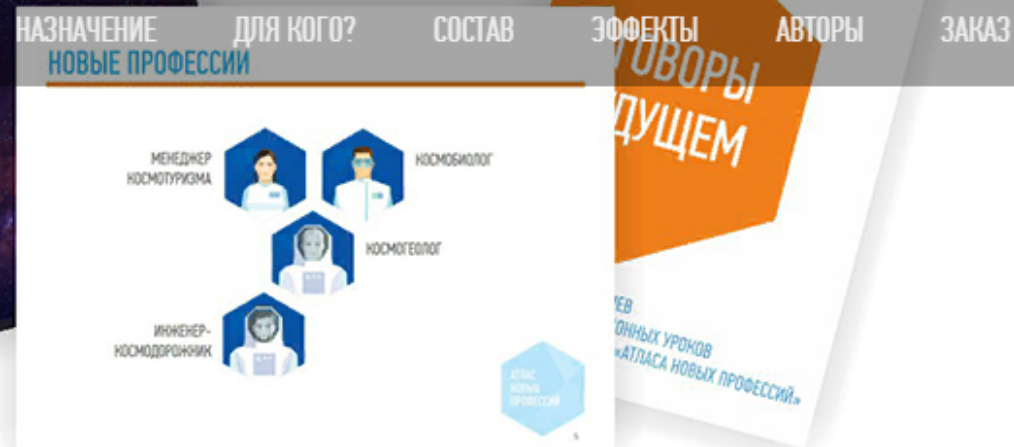 НАЗНАЧЕНИЕ ДЛЯ КОГО? СОСТАВ ЭФФЕКТЫ АВТОРЫ ЗАКАЗ
НОВЫЕ ПРОФЕССИИ
МЕНЕДЖЕР
КОСМОТУРИЗМА
КОСМОБИОЛОГ
КОСМОГЕОЛОГ
ИНЖЕНЕР-
КОСМОДОРОЖНИК
АТЛАС
НОВЫХ
ПРОФЕССИЙ
5
ГОВОРЫ
ДУЩЕМ
ЕВ
ОННЫХ УРОКОВ
«АТЛАСА НОВЫХ ПРОФЕССИЙ»